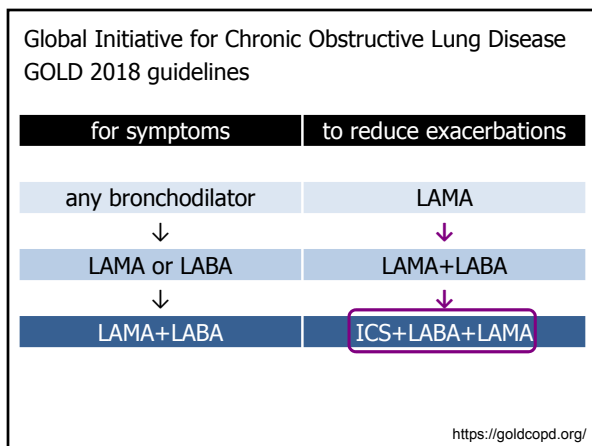 Global Initiative for Chronic Obstructive Lung Disease
GOLD 2018 guidelines
for symptoms to reduce exacerbations
any bronchodilator LAMA
↓ ↓
LAMA or LABA LAMA+LABA
↓ ↓
LAMA+LABA ICS+LABA+LAMA
https://goldcopd.org/